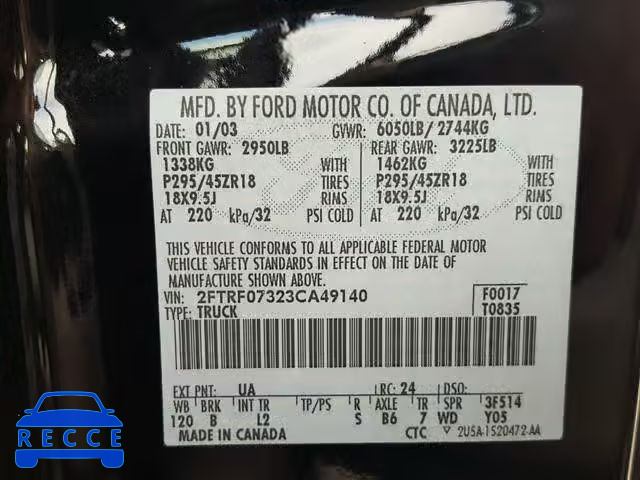 MFD. BY FORD MOTOR CO. OF CANADA, LTD.
DATE: 01/03 GVWR: 6050LB/ 2744KG
FRONT GAWR: 2950LB REAR GAWR: 3225LB
1338KG WITH 1462KG WITH
P295/45ZR18 TIRES P295/45ZR18 TIRES
18X9.5J RIMS 18X9.5J RIMS
AT 220 kPa/32 PSI COLD AT 220 kPa/32 PSI COLD
THIS VEHICLE CONFORMS TO ALL APPLICABLE FEDERAL MOTOR
VEHICLE SAFETY STANDARDS IN EFFECT ON THE DATE OF
MANUFACTURE SHOWN ABOVE.
VIN: 2FTRF07323CA49140 F0017
TYPE: TRUCK T0835
EXT PNT: UA RC: 24 DSO:
WB BRK INT TR TP/PS R AXLE TR SPR 3F514
120 B L2 S B6 7 WD Y05
MADE IN CANADA CTC 2U5A-1520472-AA
RECCE